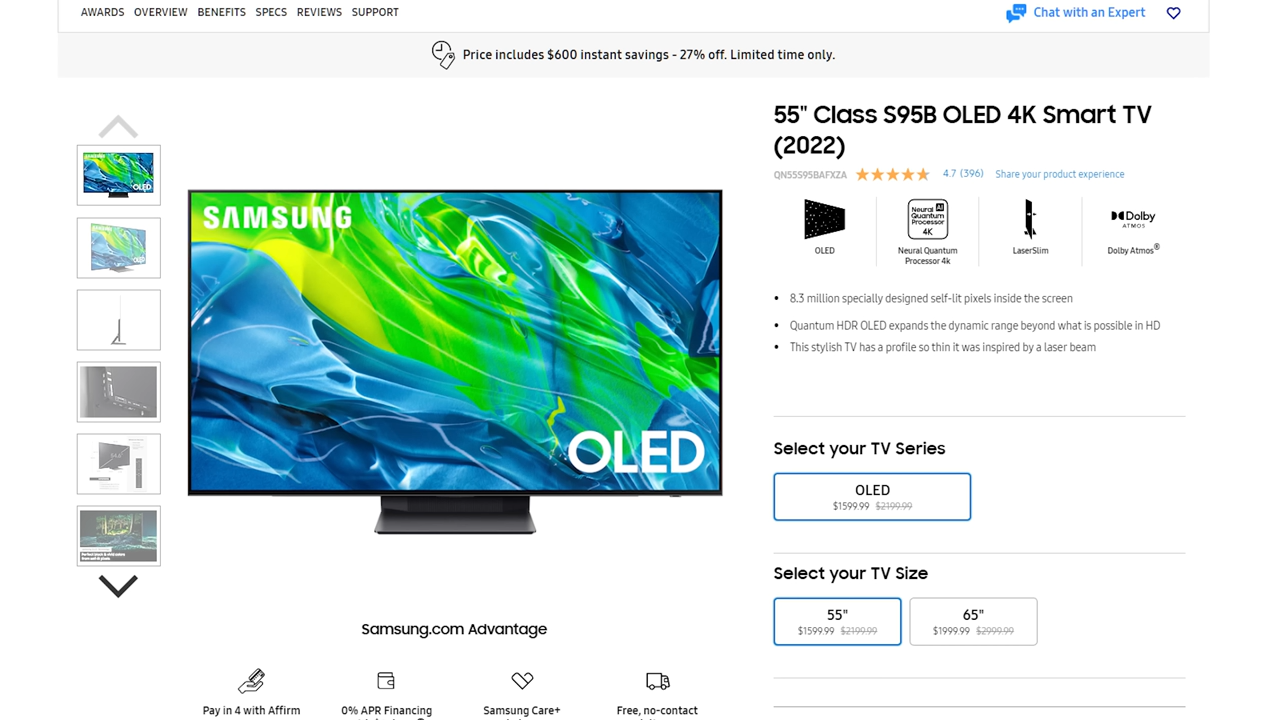 AWARDS OVERVIEW BENEFITS SPECS REVIEWS SUPPORT
Chat with an Expert
Price includes $600 instant savings - 27% off. Limited time only.
55" Class S95B OLED 4K Smart TV
(2022)
QN55S95BAFXZA
4.7 (396)
Share your product experience
Neural AI
Quantum
Processor
4K
Dolby
ATMOS
OLED
Neural Quantum
Processor 4k
LaserSlim
Dolby Atmos®
• 8.3 million specially designed self-lit pixels inside the screen
• Quantum HDR OLED expands the dynamic range beyond what is possible in HD
• This stylish TV has a profile so thin it was inspired by a laser beam
SAMSUNG
OLED
Select your TV Series
OLED
$1599.99 $2199.99
Select your TV Size
55"
$1599.99 $2199.99
65"
$1999.99 $2999.99
Samsung.com Advantage
Pay in 4 with Affirm
0% APR Financing
Samsung Care+
Free, no-contact